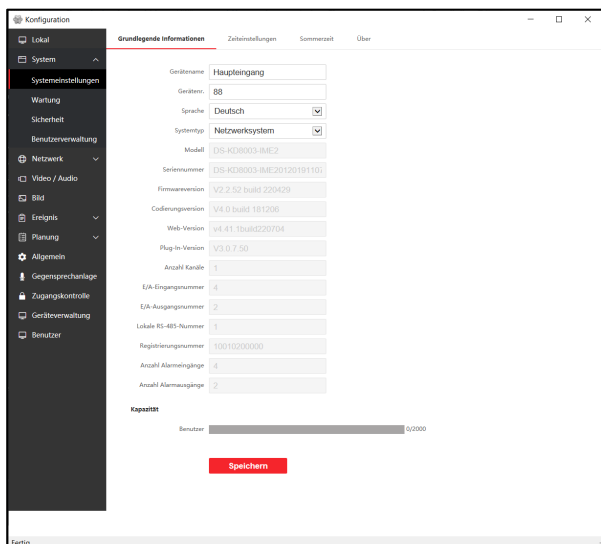 Konfiguration
Lokal
System
Systemeinstellungen
Wartung
Sicherheit
Benutzerverwaltung
Netzwerk
Video / Audio
Bild
Ereignis
Planung
Allgemein
Gegensprechanlage
Zugangskontrolle
Geräteverwaltung
Benutzer
Grundlegende Informationen Zeiteinstellungen Sommerzeit Über
Gerätename Haupteingang
Gerätenr. 88
Sprache Deutsch
Systemtyp Netzwerksystem
Modell DS-KD8003-IME2
Seriennummer DS-KD8003-IME2012019110
Firmwareversion V2.2.52 build 220429
Codierungsversion V4.0 build 181206
Web-Version v4.41.1build220704
Plug-In-Version V3.0.7.50
Anzahl Kanäle 1
E/A-Eingangsnummer 4
E/A-Ausgangsnummer 2
Lokale RS-485-Nummer 1
Registrierungsnummer 10010200000
Anzahl Alarmeingänge 4
Anzahl Alarmausgänge 2
Kapazität
Benutzer 0/2000
Speichern
Fertig